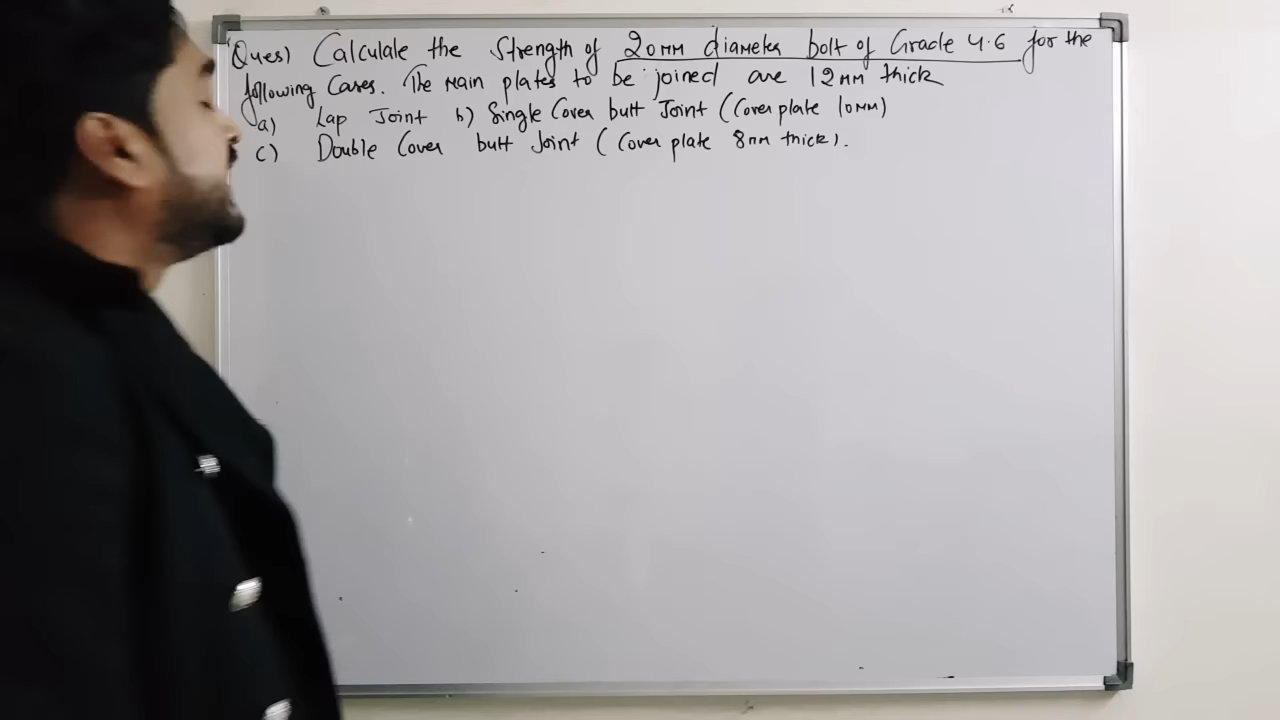 Ques) Calculate the Strength of 20mm diameter bolt of Grade 4.6 for the
following Cases. The main plates to be joined are 12mm thick
a) Lap Joint b) Single Cover butt Joint (Cover plate 10mm)
c) Double Cover butt Joint ( Cover plate 8mm thick).